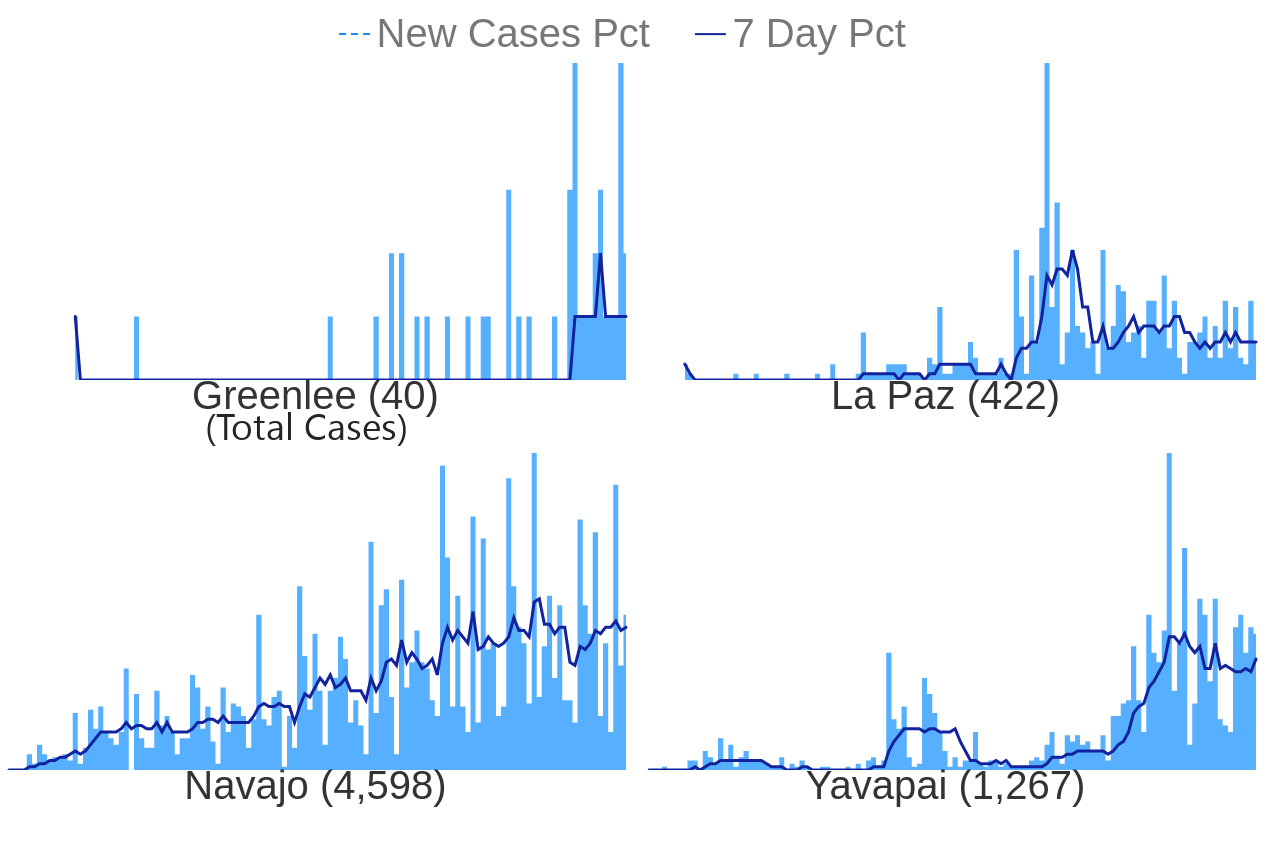 New Cases Pct 7 Day Pct
Greenlee (40)
(Total Cases)
La Paz (422)
Navajo (4,598)
Yavapai (1,267)